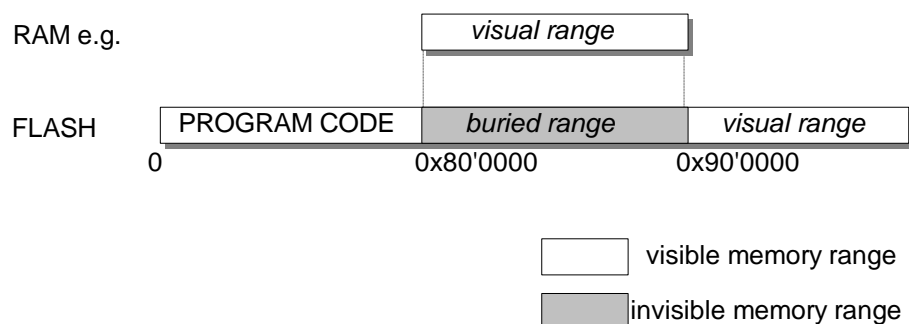 RAM e.g. visual range
FLASH PROGRAM CODE buried range visual range
0 0x80'0000 0x90'0000
visible memory range
invisible memory range